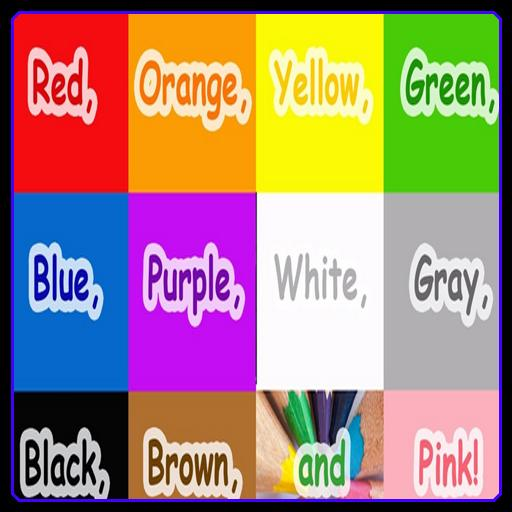 Red, Orange, Yellow, Green,
Blue, Purple, White, Gray,
Black, Brown, and Pink!